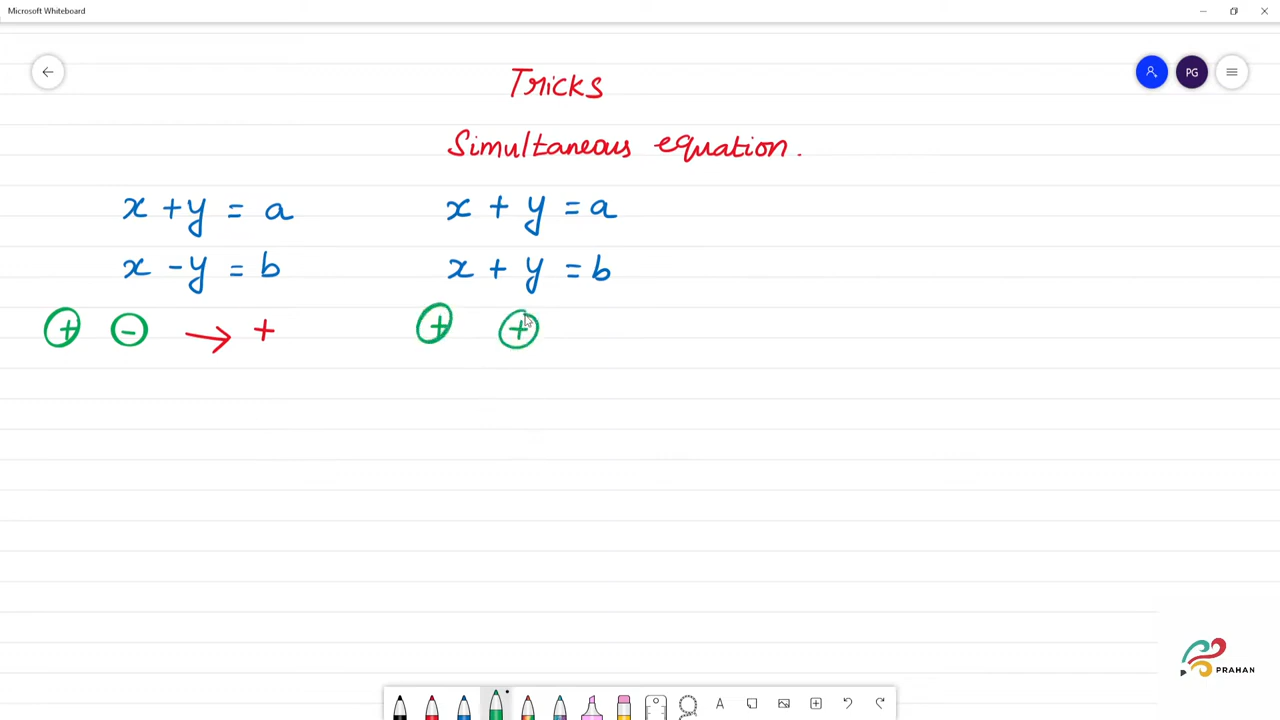 Microsoft Whiteboard
PG
Tricks
Simultaneous equation.
x + y = a
x - y = b
+ - → +
x + y = a
x + y = b
+ +
PRAHAN
A